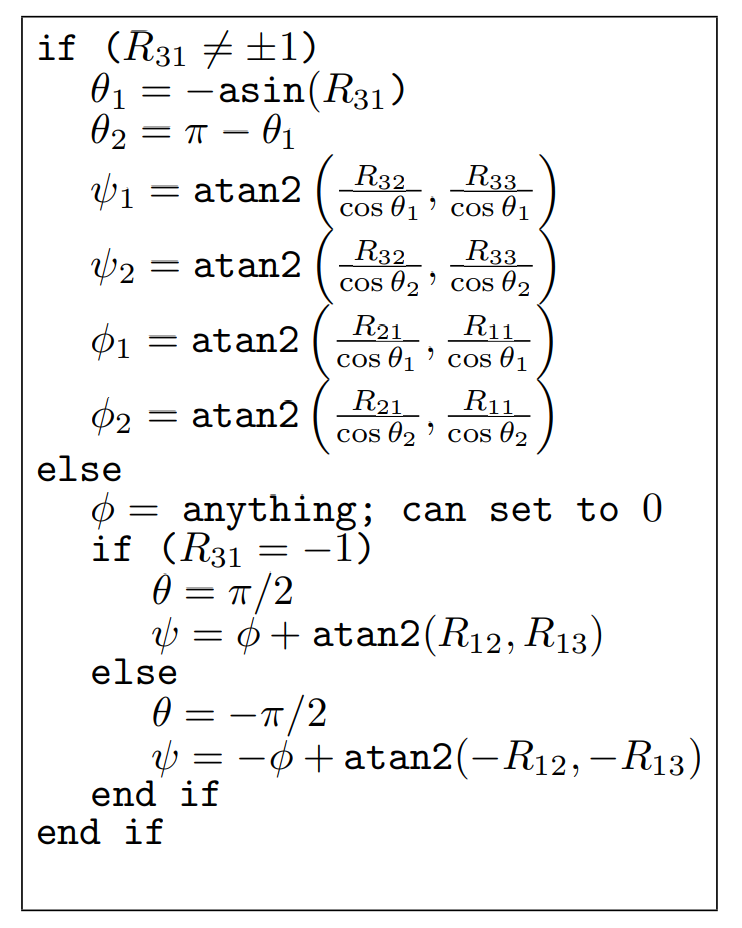 if (R₃₁ ≠ ±1)
θ₁ = −asin(R₃₁)
θ₂ = π − θ₁
ψ₁ = atan2(R₃₂/cos θ₁, R₃₃/cos θ₁)
ψ₂ = atan2(R₃₂/cos θ₂, R₃₃/cos θ₂)
ϕ₁ = atan2(R₂₁/cos θ₁, R₁₁/cos θ₁)
ϕ₂ = atan2(R₂₁/cos θ₂, R₁₁/cos θ₂)
else
ϕ = anything; can set to 0
if (R₃₁ = −1)
θ = π/2
ψ = ϕ + atan2(R₁₂, R₁₃)
else
θ = −π/2
ψ = −ϕ + atan2(−R₁₂, −R₁₃)
end if
end if